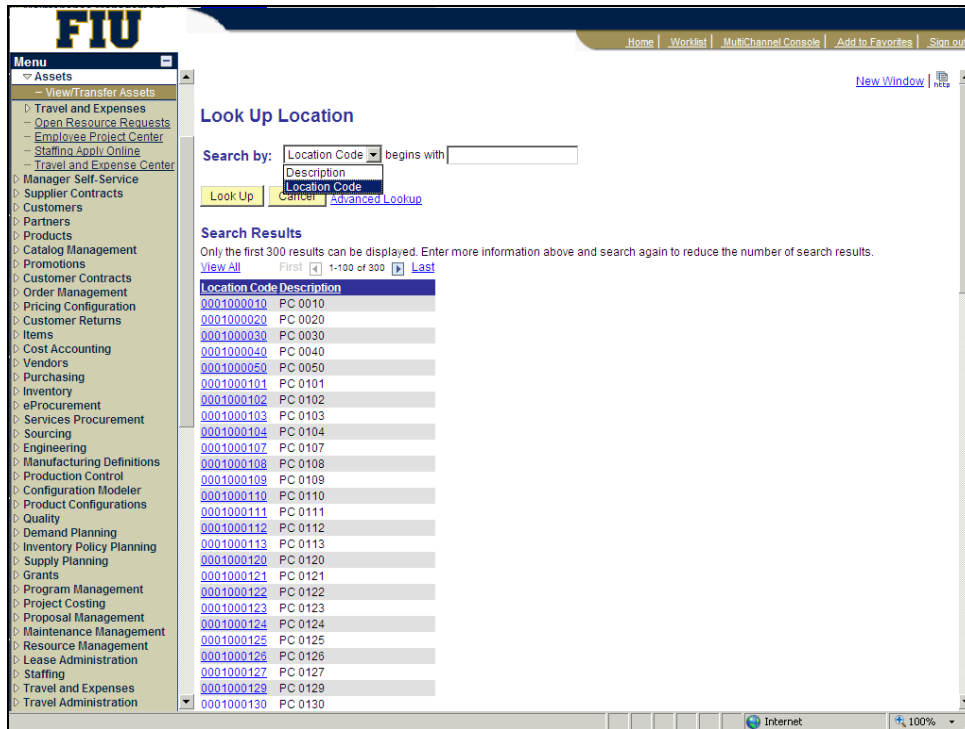 FIU
Home | Worklist | MultiChannel Console | Add to Favorites | Sign out
Menu
Assets
– View/Transfer Assets
Travel and Expenses
– Open Resource Requests
– Employee Project Center
– Staffing Apply Online
– Travel and Expense Center
Manager Self-Service
Supplier Contracts
Customers
Partners
Products
Catalog Management
Promotions
Customer Contracts
Order Management
Pricing Configuration
Customer Returns
Items
Cost Accounting
Vendors
Purchasing
Inventory
eProcurement
Services Procurement
Sourcing
Engineering
Manufacturing Definitions
Production Control
Configuration Modeler
Product Configurations
Quality
Demand Planning
Inventory Policy Planning
Supply Planning
Grants
Program Management
Project Costing
Proposal Management
Maintenance Management
Resource Management
Lease Administration
Staffing
Travel and Expenses
Travel Administration
New Window | http
Look Up Location
Search by: Location Code begins with
Description
Location Code
Look Up Cancel Advanced Lookup
Search Results
Only the first 300 results can be displayed. Enter more information above and search again to reduce the number of search results.
View All First 1-100 of 300 Last
Location Code Description
0001000010 PC 0010
0001000020 PC 0020
0001000030 PC 0030
0001000040 PC 0040
0001000050 PC 0050
0001000101 PC 0101
0001000102 PC 0102
0001000103 PC 0103
0001000104 PC 0104
0001000107 PC 0107
0001000108 PC 0108
0001000109 PC 0109
0001000110 PC 0110
0001000111 PC 0111
0001000112 PC 0112
0001000113 PC 0113
0001000120 PC 0120
0001000121 PC 0121
0001000122 PC 0122
0001000123 PC 0123
0001000124 PC 0124
0001000125 PC 0125
0001000126 PC 0126
0001000127 PC 0127
0001000129 PC 0129
0001000130 PC 0130
Internet 100%